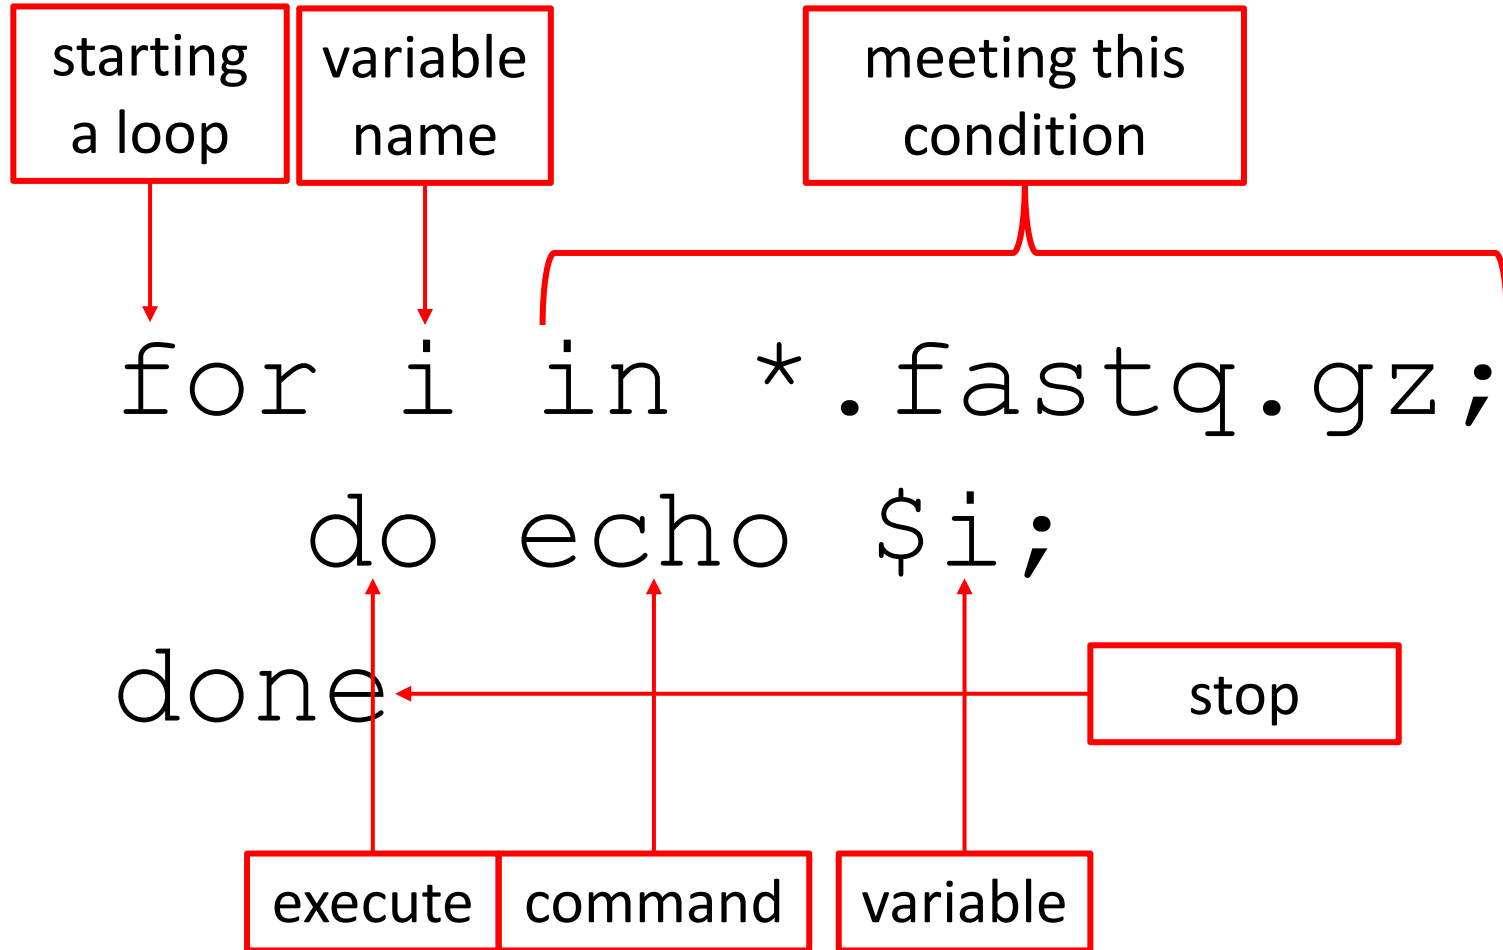 starting
a loop
variable
name
meeting this
condition
for i in *.fastq.gz;
do echo $i;
done
stop
execute
command
variable